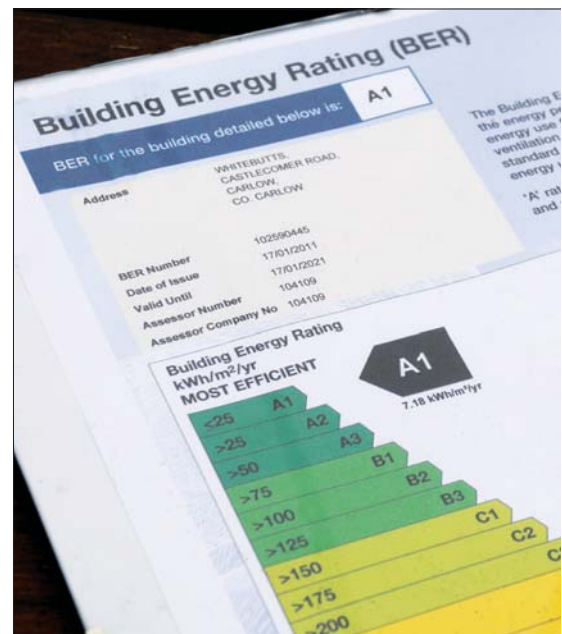 Building Energy Rating (BER)
BER for the building detailed below is: A1
Address WHITEBUTTS,
CASTLECOMER ROAD,
CARLOW,
CO. CARLOW
BER Number 102590445
Date of Issue 17/01/2011
Valid Until 17/01/2021
Assessor Number 104109
Assessor Company No 104109
The Building E
the energy pe
energy use
ventilation,
standard
energy
'A' rat
and
Building Energy Rating
kWh/m²/yr
MOST EFFICIENT
A1
7.18 kWh/m²/yr
<25 A1
>25 A2
>50 A3
>75 B1
>100 B2
>125 B3
>150 C1
>175 C2
>200